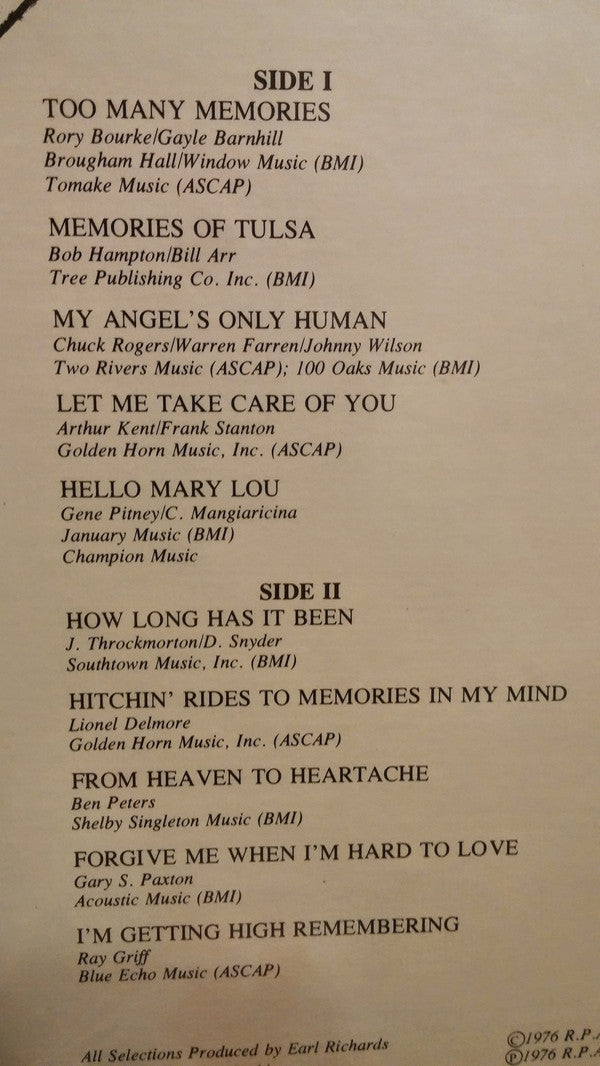 SIDE I
TOO MANY MEMORIES
Rory Bourke/Gayle Barnhill
Brougham Hall/Window Music (BMI)
Tomake Music (ASCAP)
MEMORIES OF TULSA
Bob Hampton/Bill Arr
Tree Publishing Co. Inc. (BMI)
MY ANGEL'S ONLY HUMAN
Chuck Rogers/Warren Farren/Johnny Wilson
Two Rivers Music (ASCAP); 100 Oaks Music (BMI)
LET ME TAKE CARE OF YOU
Arthur Kent/Frank Stanton
Golden Horn Music, Inc. (ASCAP)
HELLO MARY LOU
Gene Pitney/C. Mangiaricina
January Music (BMI)
Champion Music
SIDE II
HOW LONG HAS IT BEEN
J. Throckmorton/D. Snyder
Southtown Music, Inc. (BMI)
HITCHIN' RIDES TO MEMORIES IN MY MIND
Lionel Delmore
Golden Horn Music, Inc. (ASCAP)
FROM HEAVEN TO HEARTACHE
Ben Peters
Shelby Singleton Music (BMI)
FORGIVE ME WHEN I'M HARD TO LOVE
Gary S. Paxton
Acoustic Music (BMI)
I'M GETTING HIGH REMEMBERING
Ray Griff
Blue Echo Music (ASCAP)
All Selections Produced by Earl Richards
©1976 R.P.A
℗1976 R.P.A